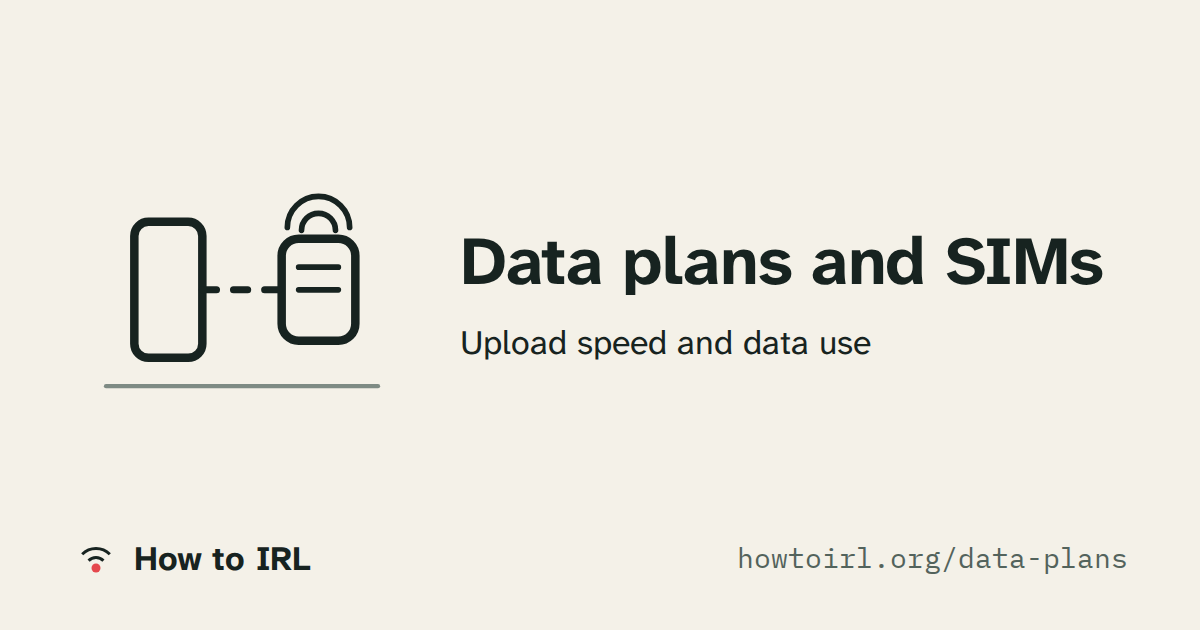 Data plans and SIMs
Upload speed and data use
How to IRL
howtoirl.org/data-plans